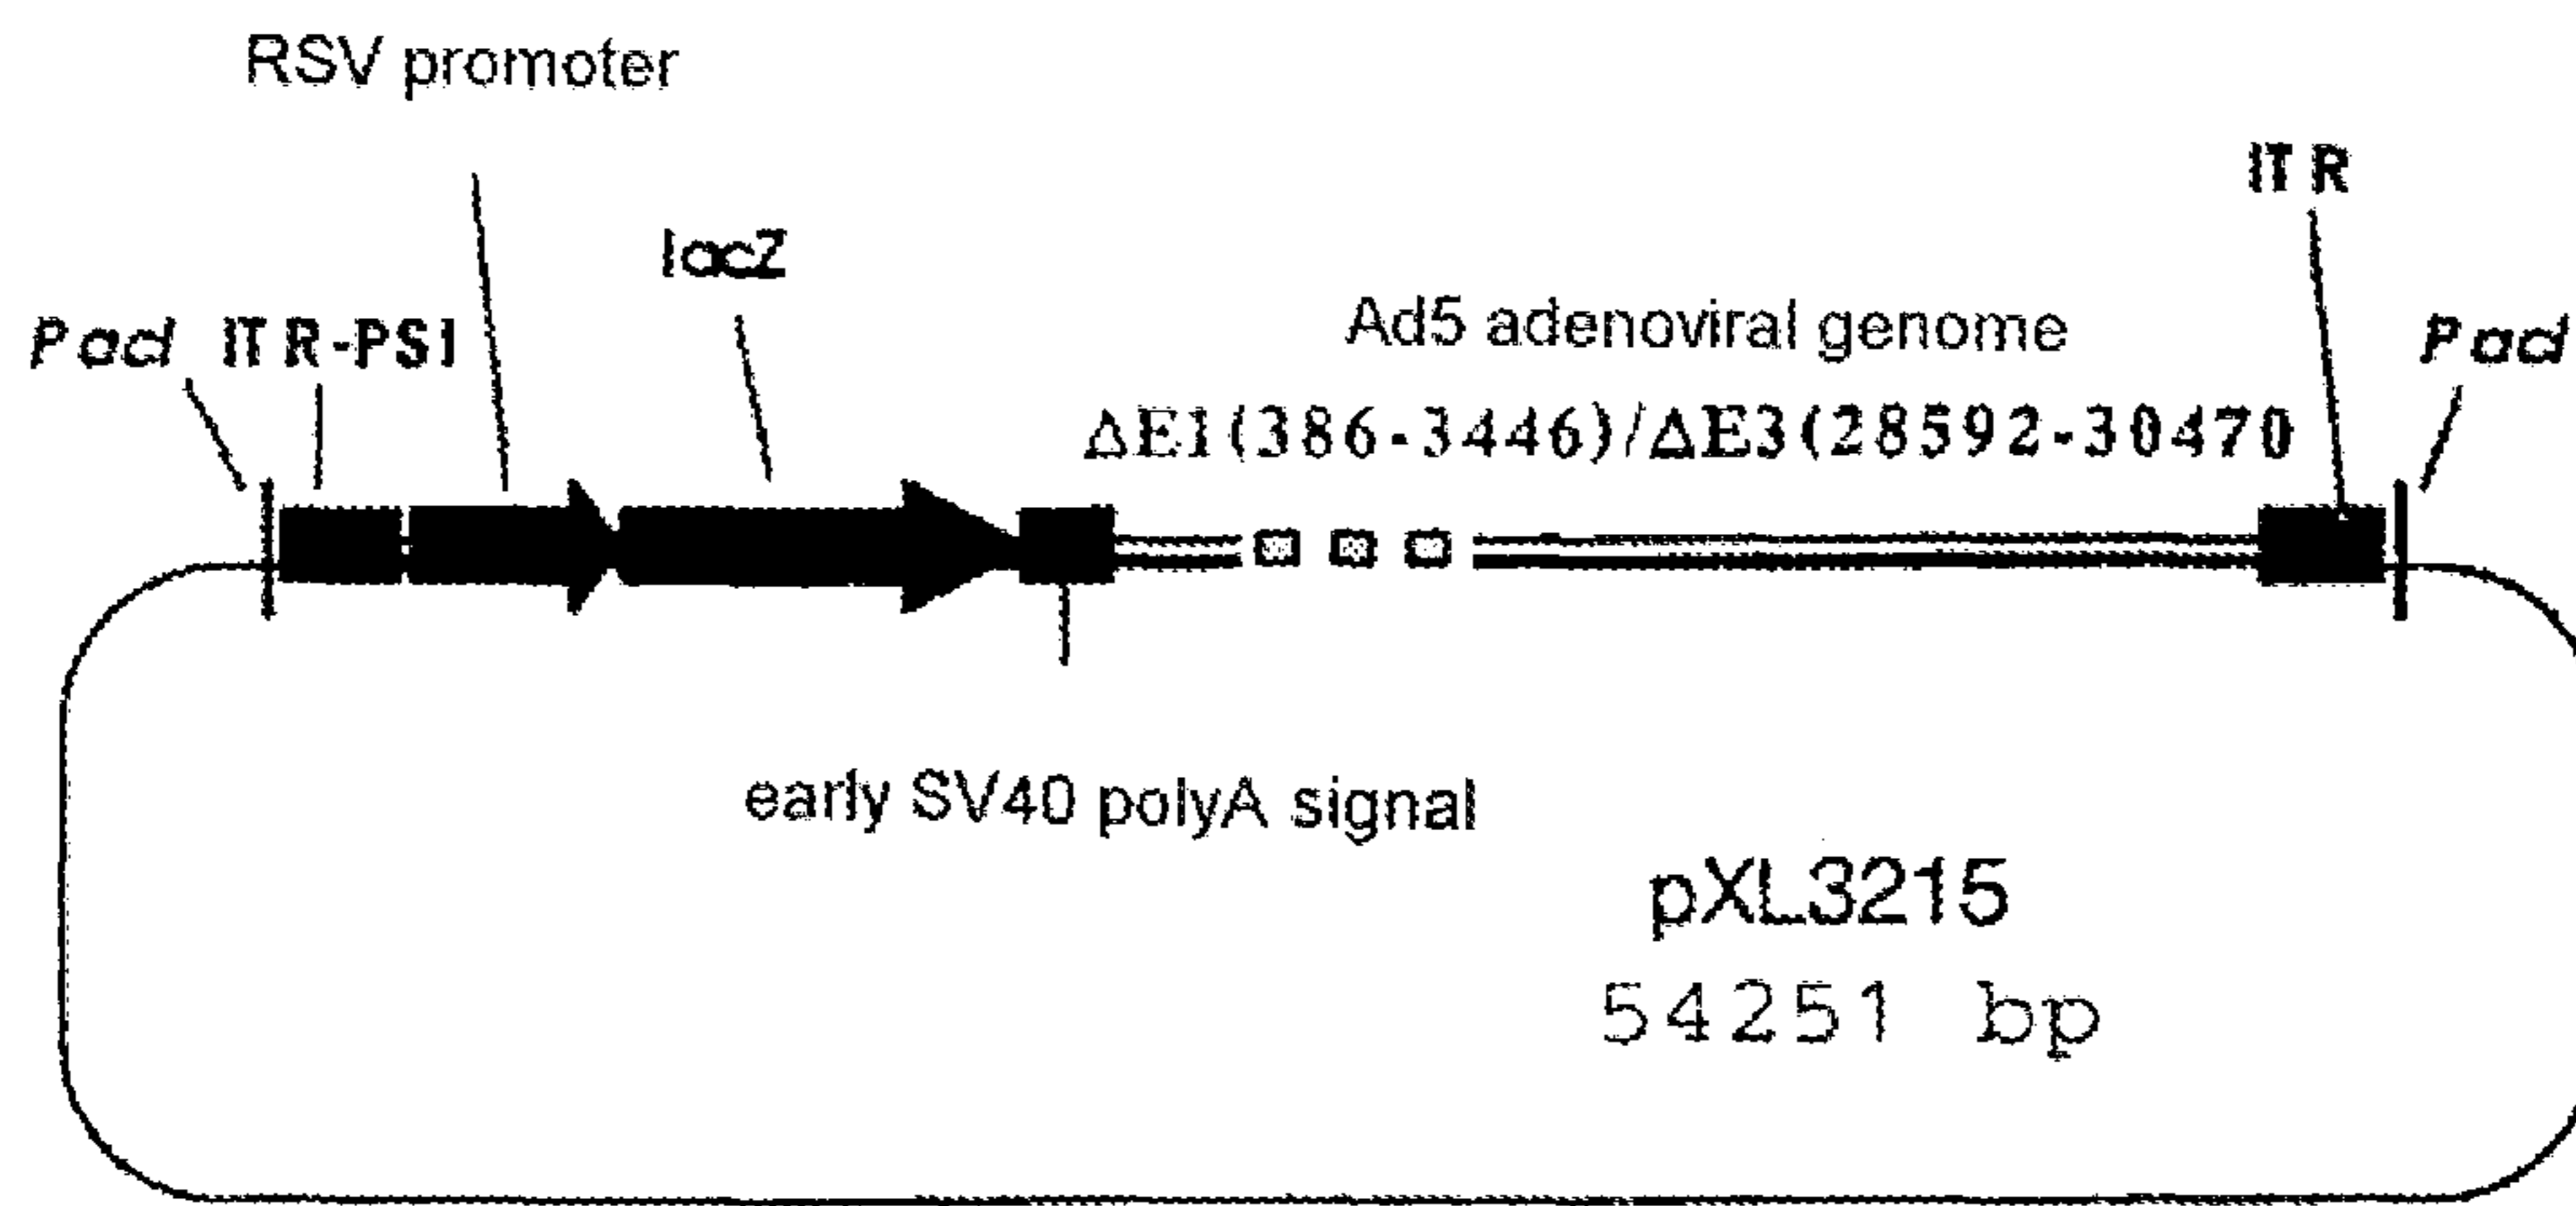 RSV promoter
ITR
lacZ
PacI ITR-PSI
Ad5 adenoviral genome
PacI
ΔE1(386-3446)/ΔE3(28592-30470
early SV40 polyA signal
pXL3215
54251 bp